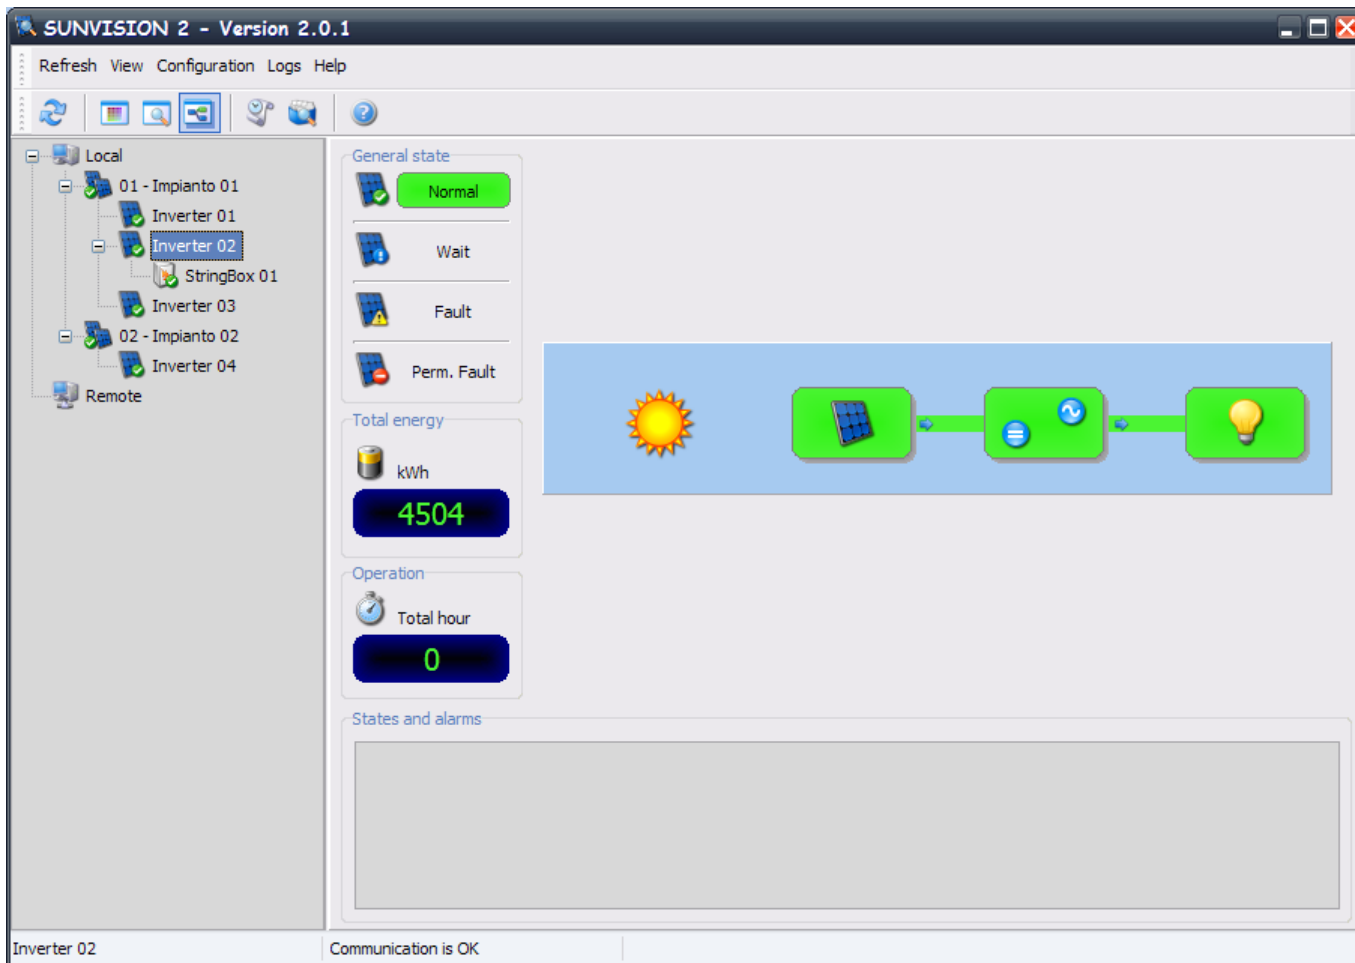 SUNVISION 2 - Version 2.0.1
Refresh View Configuration Logs Help
Local
01 - Impianto 01
Inverter 01
Inverter 02
StringBox 01
Inverter 03
02 - Impianto 02
Inverter 04
Remote
General state
Normal
Wait
Fault
Perm. Fault
Total energy
kWh
4504
Operation
Total hour
0
States and alarms
Inverter 02
Communication is OK